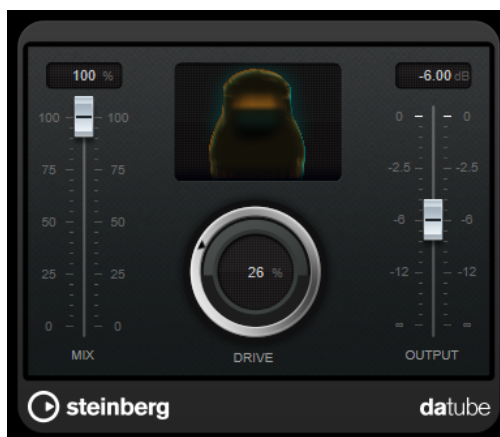 100 %
-6.00 dB
100 100
75 75
50 50
25 25
0 0
MIX
26 %
DRIVE
0 0
-2.5 -2.5
-6 -6
-12 -12
∞ ∞
OUTPUT
steinberg
datube